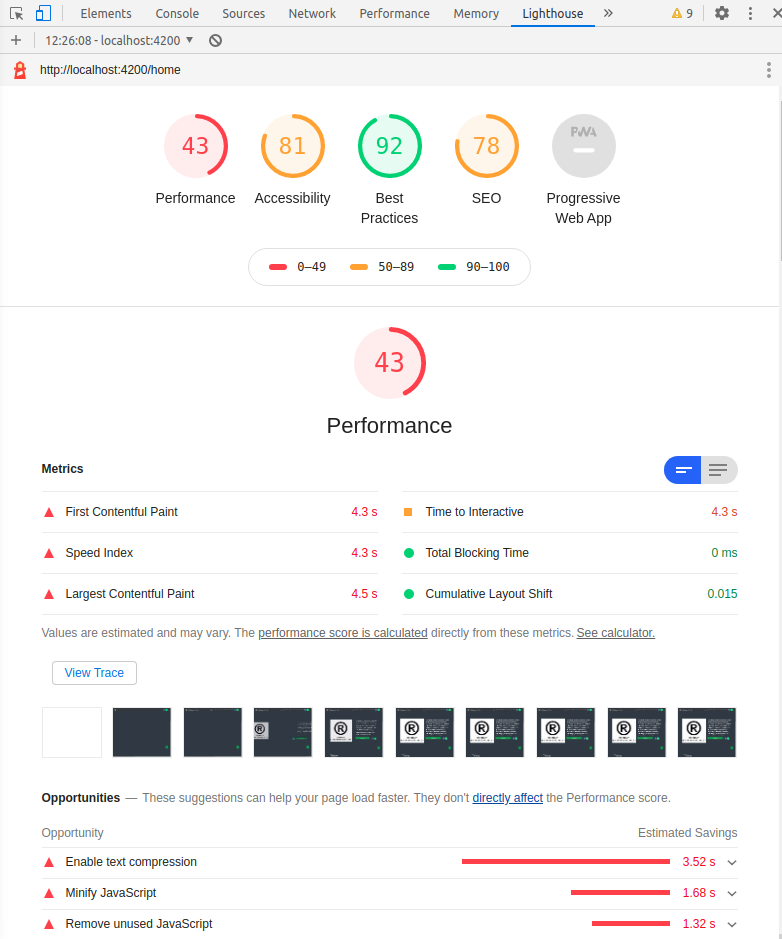 Elements Console Sources Network Performance Memory Lighthouse » 9
+ 12:26:08 - localhost:4200 ▼
http://localhost:4200/home
43 81 92 78 PWA
Performance Accessibility Best Practices SEO Progressive Web App
0–49 50–89 90–100
43
Performance
Metrics
First Contentful Paint 4.3 s Time to Interactive 4.3 s
Speed Index 4.3 s Total Blocking Time 0 ms
Largest Contentful Paint 4.5 s Cumulative Layout Shift 0.015
Values are estimated and may vary. The performance score is calculated directly from these metrics. See calculator.
View Trace
Opportunities — These suggestions can help your page load faster. They don't directly affect the Performance score.
Opportunity Estimated Savings
Enable text compression 3.52 s
Minify JavaScript 1.68 s
Remove unused JavaScript 1.32 s